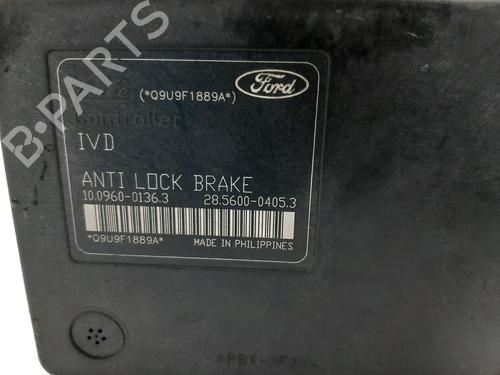 (*Q9U9F1889A*)
Ford
Controller
IVD
ANTI LOCK BRAKE
10.0960-0136.3 28.5600-0405.3
*Q9U9F1889A*
MADE IN PHILIPPINES
B-PARTS